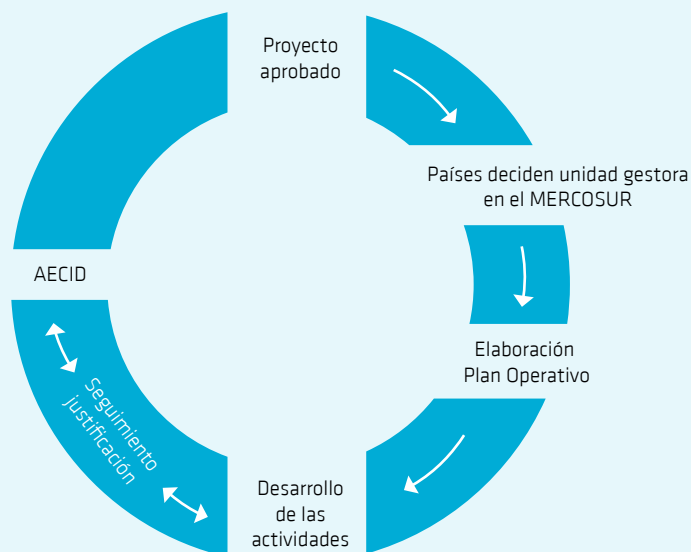 Proyecto
aprobado
Países deciden unidad gestora
en el MERCOSUR
Elaboración
Plan Operativo
Desarrollo
de las
actividades
Seguimiento
justificación
AECID